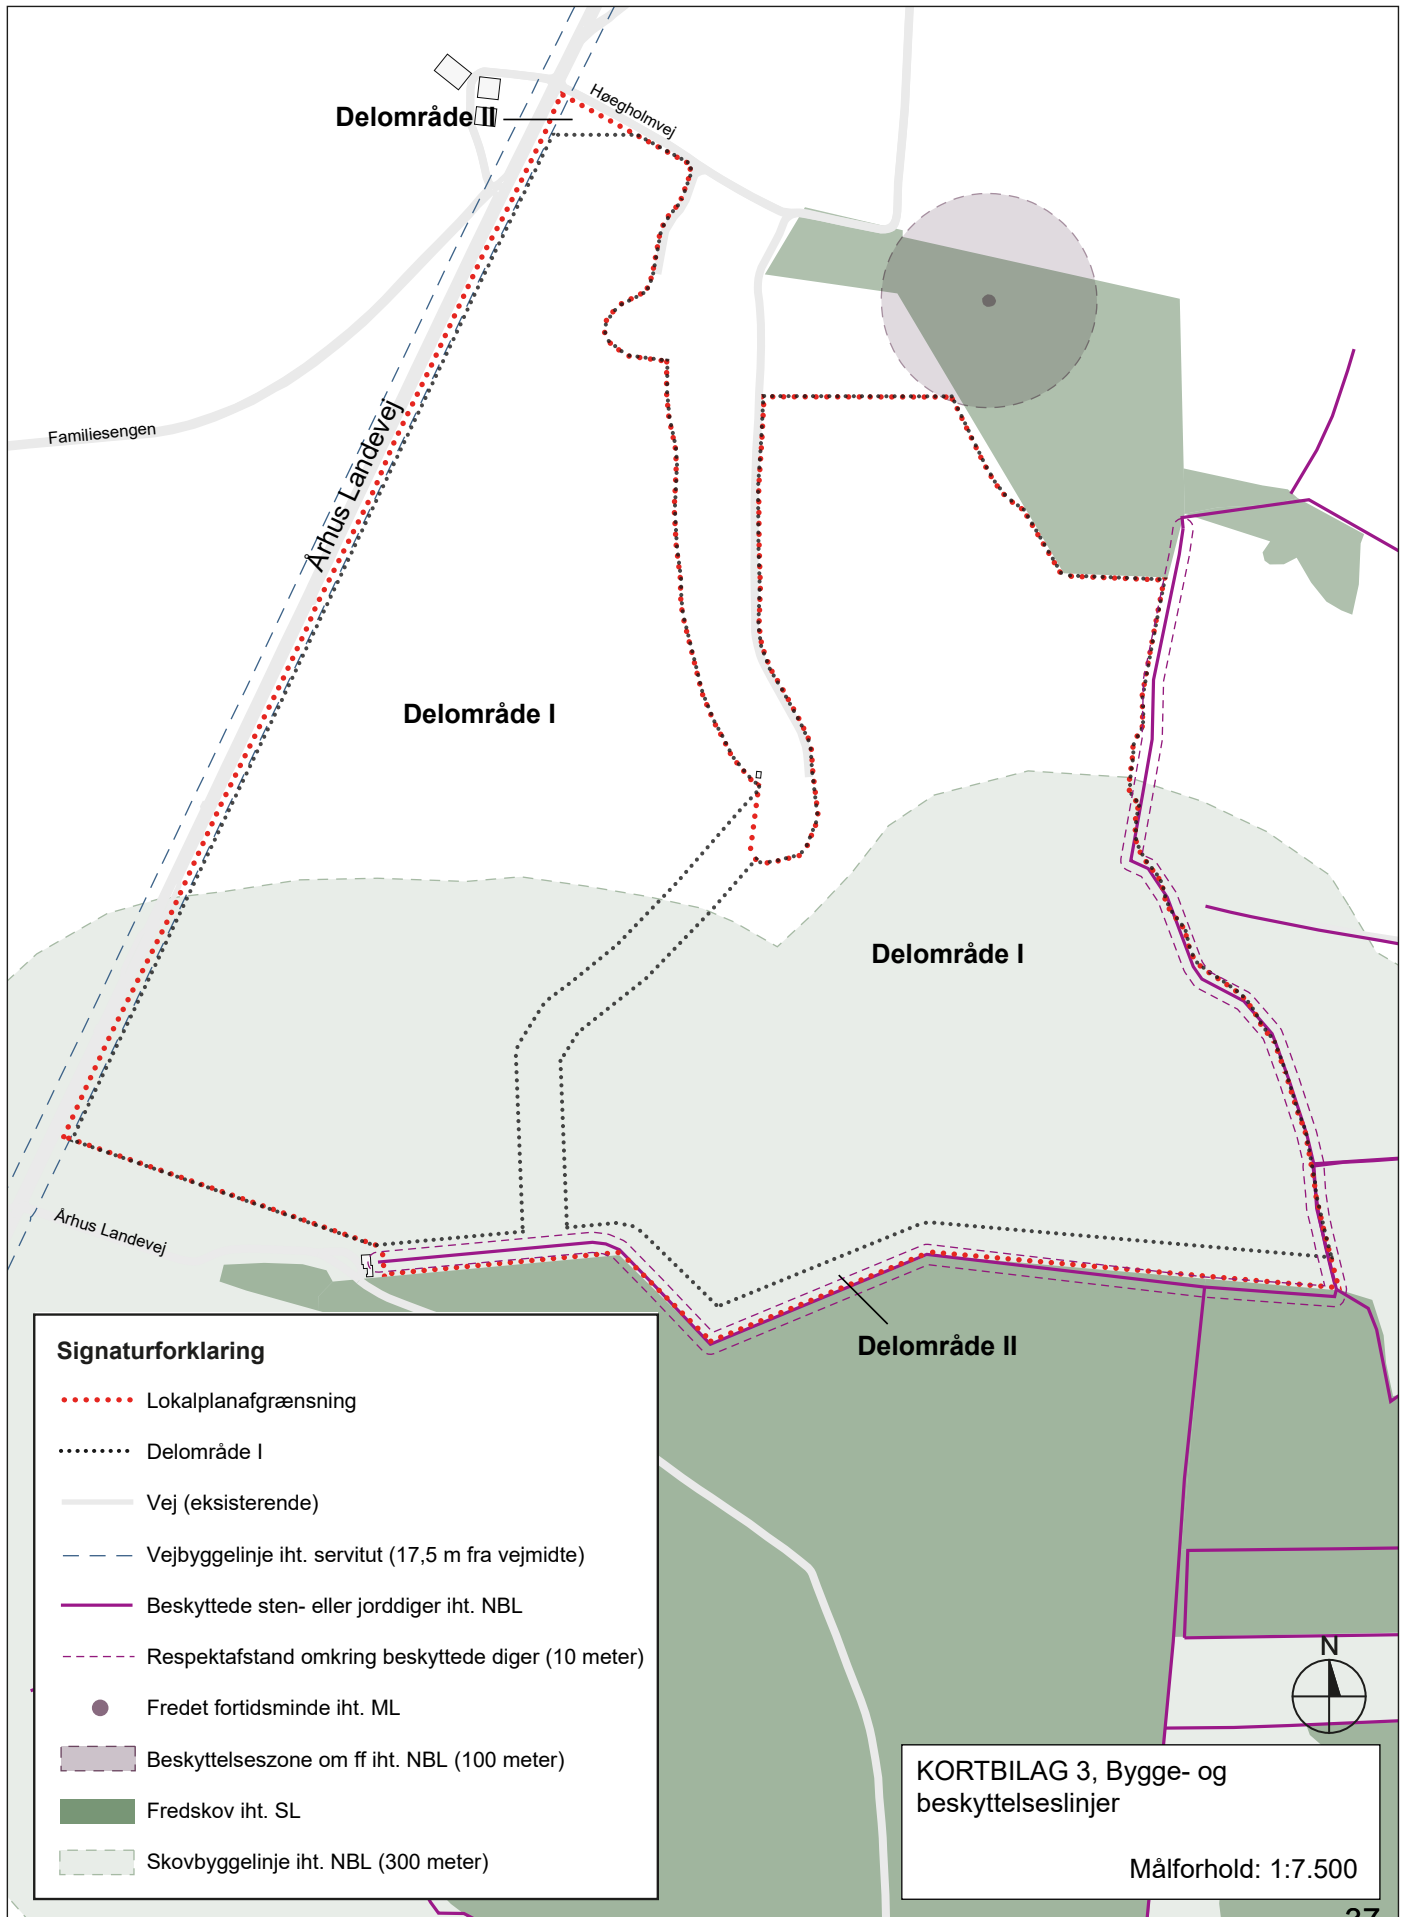 Høegholmvej
Delområde II
Familiesengen
Århus Landevej
Delområde I
Delområde I
Århus Landevej
Delområde II
Signaturforklaring
Lokalplanafgrænsning
Delområde I
Vej (eksisterende)
Vejbyggelinje iht. servitut (17,5 m fra vejmidte)
Beskyttede sten- eller jorddiger iht. NBL
Respektafstand omkring beskyttede diger (10 meter)
Fredet fortidsminde iht. ML
Beskyttelseszone om ff iht. NBL (100 meter)
Fredskov iht. SL
Skovbyggelinje iht. NBL (300 meter)
N
KORTBILAG 3, Bygge- og
beskyttelseslinjer
Målforhold: 1:7.500